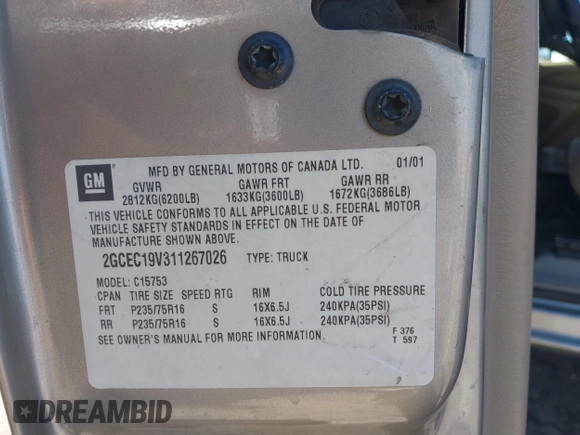 GM
MFD BY GENERAL MOTORS OF CANADA LTD. 01/01
GVWR GAWR FRT GAWR RR
2812KG(6200LB) 1633KG(3600LB) 1672KG(3686LB)
THIS VEHICLE CONFORMS TO ALL APPLICABLE U.S. FEDERAL MOTOR
VEHICLE SAFETY STANDARDS IN EFFECT ON THE DATE OF
MANUFACTURE SHOWN ABOVE.
2GCEC19V311267026 TYPE: TRUCK
MODEL: C15753
CPAN TIRE SIZE SPEED RTG RIM COLD TIRE PRESSURE
FRT P235/75R16 S 16X6.5J 240KPA(35PSI)
RR P235/75R16 S 16X6.5J 240KPA(35PSI)
SEE OWNER'S MANUAL FOR MORE INFORMATION. F 376
T 597
DREAMBID